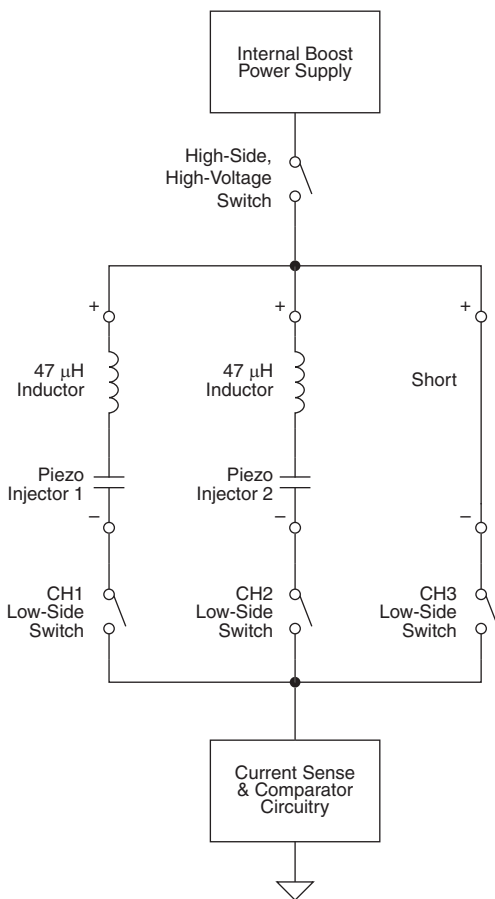 Internal Boost
Power Supply
High-Side,
High-Voltage
Switch
+
+
+
47 μH
Inductor
47 μH
Inductor
Short
Piezo
Injector 1
Piezo
Injector 2
–
–
–
CH1
Low-Side
Switch
CH2
Low-Side
Switch
CH3
Low-Side
Switch
Current Sense
& Comparator
Circuitry